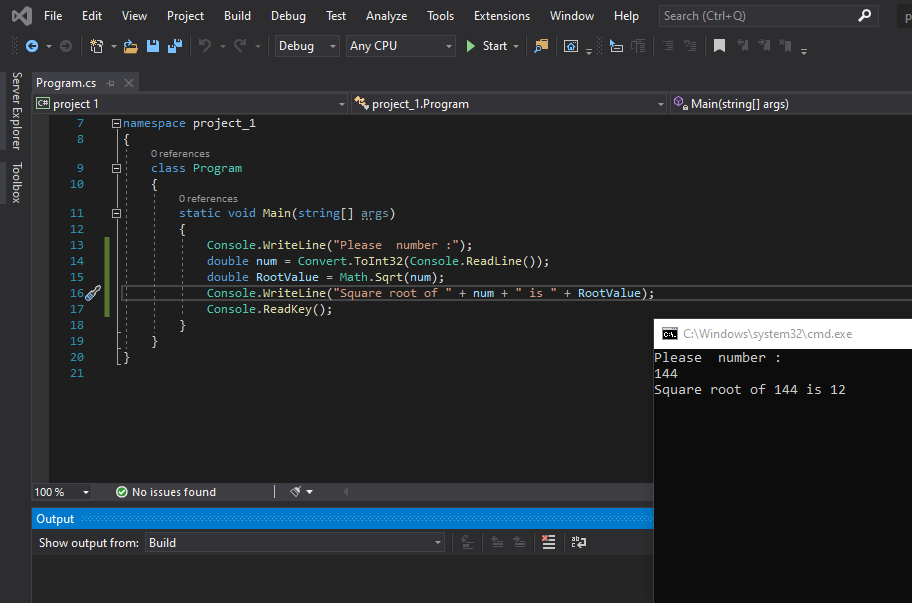 File Edit View Project Build Debug Test Analyze Tools Extensions Window Help Search (Ctrl+Q)
Debug Any CPU Start
Server Explorer
Toolbox
Program.cs
C# project 1 project_1.Program Main(string[] args)
7 namespace project_1
8 {
0 references
9 class Program
10 {
0 references
11 static void Main(string[] args)
12 {
13 Console.WriteLine("Please  number :");
14 double num = Convert.ToInt32(Console.ReadLine());
15 double RootValue = Math.Sqrt(num);
16 Console.WriteLine("Square root of " + num + " is " + RootValue);
17 Console.ReadKey();
18 }
19 }
20 }
21
C:\Windows\system32\cmd.exe
Please  number :
144
Square root of 144 is 12
100 % No issues found
Output
Show output from: Build